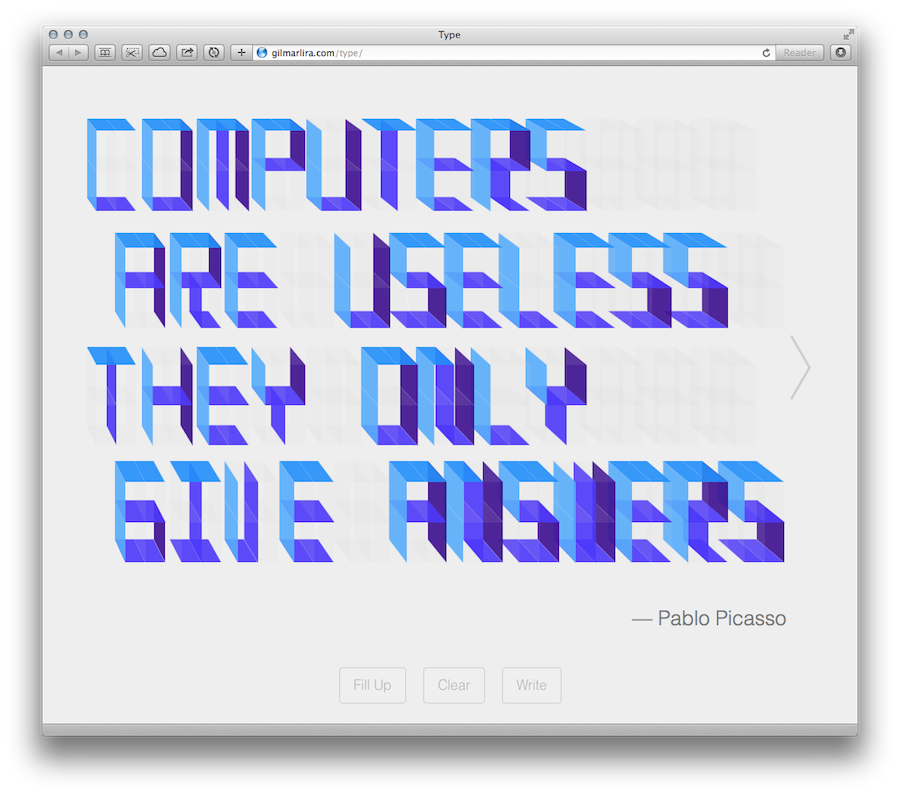 Type
gilmarlira.com/type/
Reader
COMPUTERS
ARE USELESS
THEY ONLY
GIVE ANSWERS
— Pablo Picasso
Fill Up
Clear
Write